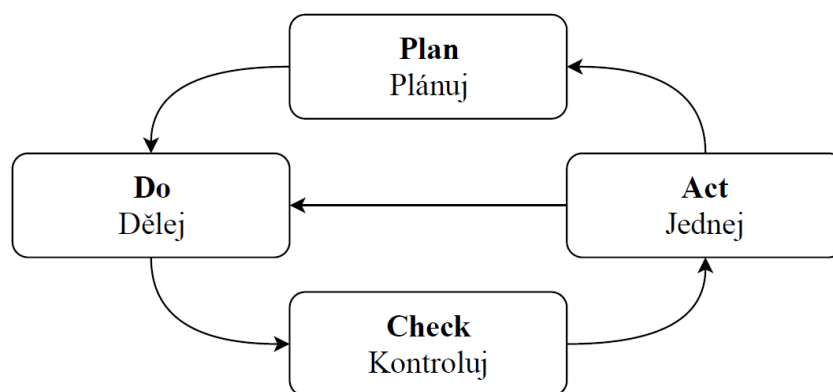 Plan
Plánuj
Do
Dělej
Act
Jednej
Check
Kontroluj